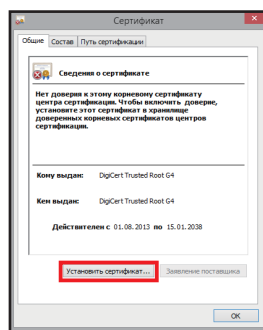 Сертификат
Общие Состав Путь сертификации
Сведения о сертификате
Нет доверия к этому корневому сертификату
центра сертификации. Чтобы включить доверие,
установите этот сертификат в хранилище
доверенных корневых сертификатов центров
сертификации.
Кому выдан: DigiCert Trusted Root G4
Кем выдан: DigiCert Trusted Root G4
Действителен с 01.08.2013 по 15.01.2038
Установить сертификат... Заявление поставщика
OK